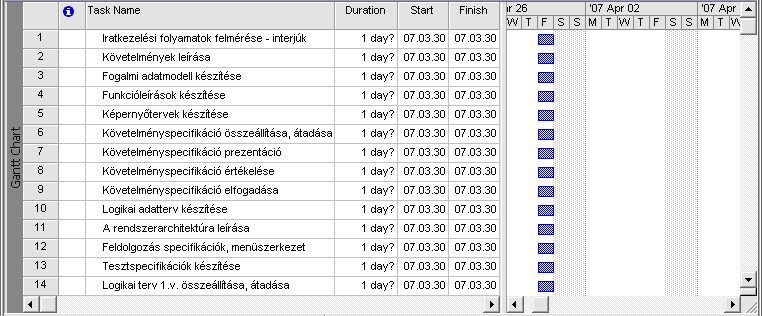 Task Name Duration Start Finish ar 26 '07 Apr 02 '07 Apr
W T F S S M T W T F S S M T W
1 Iratkezelési folyamatok felmérése - interjúk 1 day? 07.03.30 07.03.30
2 Követelmények leírása 1 day? 07.03.30 07.03.30
3 Fogalmi adatmodell készítése 1 day? 07.03.30 07.03.30
4 Funkcióleírások készítése 1 day? 07.03.30 07.03.30
5 Képernyőtervek készítése 1 day? 07.03.30 07.03.30
6 Követelményspecifikáció összeállítása, átadása 1 day? 07.03.30 07.03.30
7 Követelményspecifikáció prezentáció 1 day? 07.03.30 07.03.30
8 Követelményspecifikáció értékelése 1 day? 07.03.30 07.03.30
9 Követelményspecifikáció elfogadása 1 day? 07.03.30 07.03.30
10 Logikai adatterv készítése 1 day? 07.03.30 07.03.30
11 A rendszerarchitektúra leírása 1 day? 07.03.30 07.03.30
12 Feldolgozás specifikációk, menüszerkezet 1 day? 07.03.30 07.03.30
13 Tesztspecifikációk készítése 1 day? 07.03.30 07.03.30
14 Logikai terv 1.v. összeállítása, átadása 1 day? 07.03.30 07.03.30
Gantt Chart